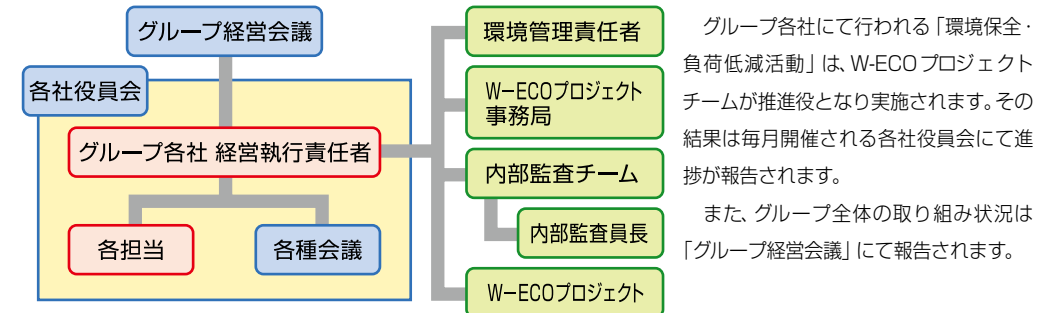 グループ経営会議
各社役員会
グループ各社 経営執行責任者
各担当
各種会議
環境管理責任者
W−ECOプロジェクト
事務局
内部監査チーム
内部監査員長
W−ECOプロジェクト
グループ各社にて行われる「環境保全・
負荷低減活動」は、W-ECOプロジェクト
チームが推進役となり実施されます。その
結果は毎月開催される各社役員会にて進
捗が報告されます。
また、グループ全体の取り組み状況は
「グループ経営会議」にて報告されます。